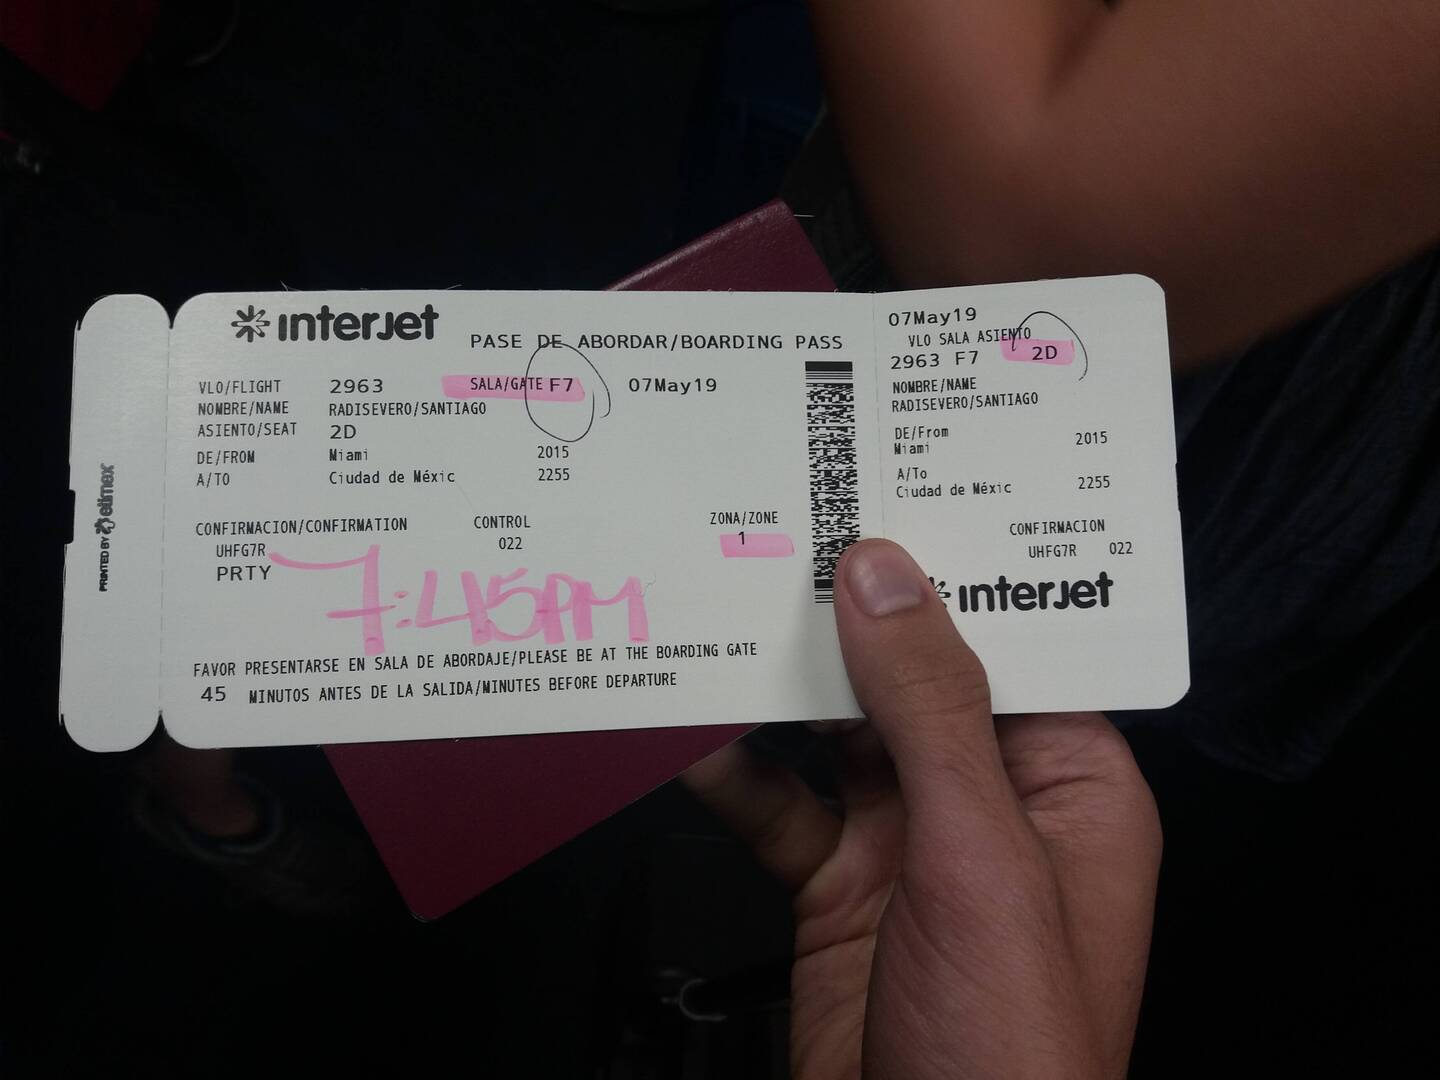 interjet
PASE DE ABORDAR/BOARDING PASS
VLO/FLIGHT 2963 SALA/GATE F7 07May19
NOMBRE/NAME RADISEVERO/SANTIAGO
ASIENTO/SEAT 2D
DE/FROM Miami 2015
A/TO Ciudad de Méxic 2255
CONFIRMACION/CONFIRMATION CONTROL ZONA/ZONE
UHFG7R 022 1
PRTY
7:45PM
FAVOR PRESENTARSE EN SALA DE ABORDAJE/PLEASE BE AT THE BOARDING GATE
45 MINUTOS ANTES DE LA SALIDA/MINUTES BEFORE DEPARTURE
07May19
VLO SALA ASIENTO
2963 F7 2D
NOMBRE/NAME
RADISEVERO/SANTIAGO
DE/From
Miami 2015
A/To
Ciudad de Méxic 2255
CONFIRMACION
UHFG7R 022
interjet
PRINTED BY elimex